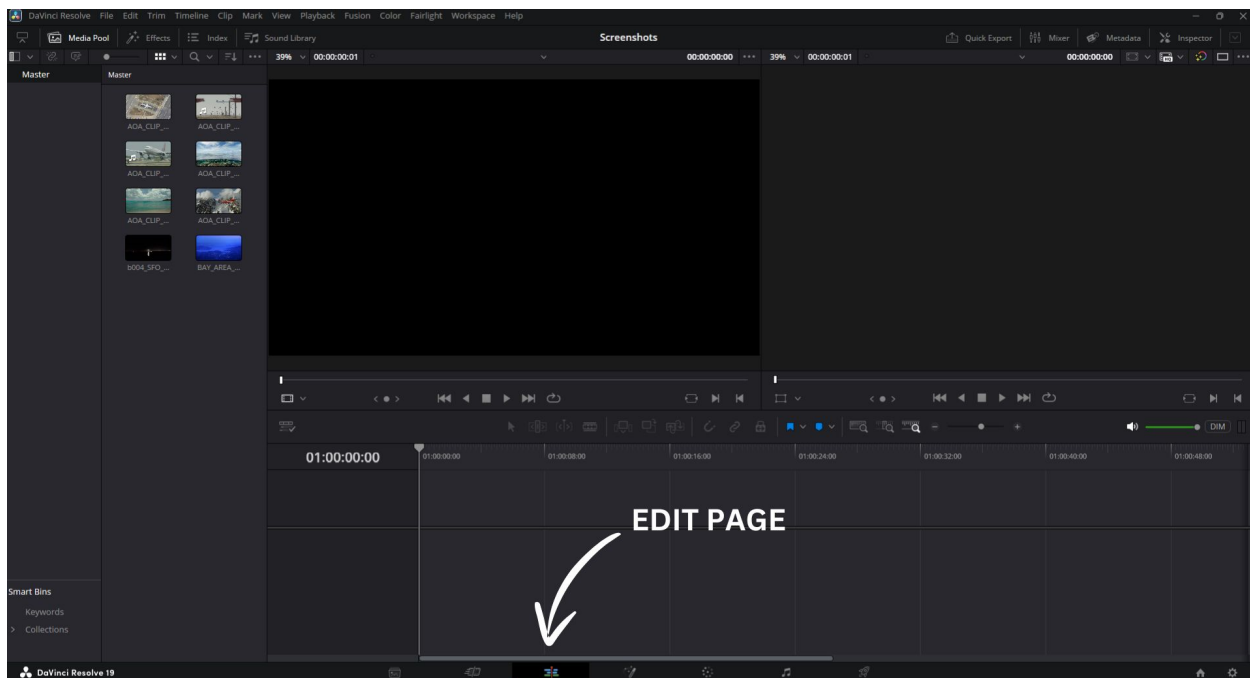 DaVinci Resolve File Edit Trim Timeline Clip Mark View Playback Fusion Color Fairlight Workspace Help
Media Pool Effects Index Sound Library Screenshots Quick Export Mixer Metadata Inspector
39% 00:00:00:01 00:00:00:00 39% 00:00:00:01 00:00:00:00
Master Master
AOA_CLIP_... AOA_CLIP_...
AOA_CLIP_... AOA_CLIP_...
AOA_CLIP_... AOA_CLIP_...
b004_SFO_... BAY_AREA_...
DIM
01:00:00:00 01:00:00:00 01:00:08:00 01:00:16:00 01:00:24:00 01:00:32:00 01:00:40:00 01:00:48:00
EDIT PAGE
Smart Bins
Keywords
Collections
DaVinci Resolve 19